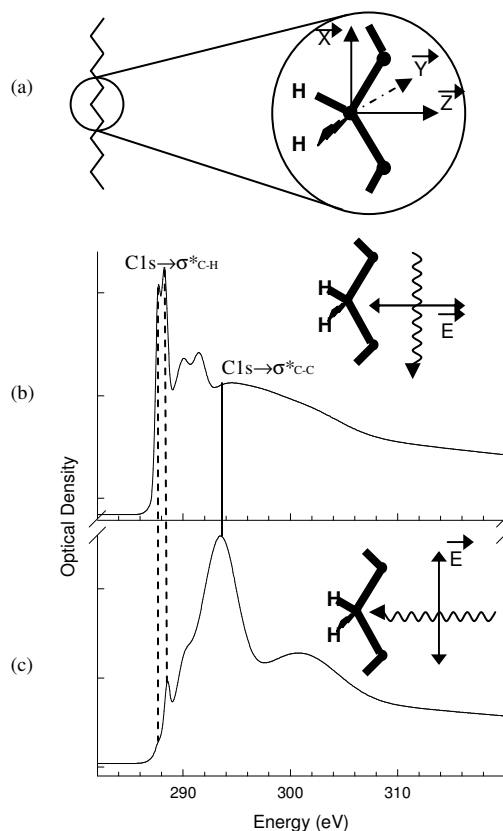 (a)
X
Y
Z
H
H
(b)
C1s→σ*C-H
C1s→σ*C-C
H
H
E
Optical Density
(c)
H
H
E
290 300 310
Energy (eV)